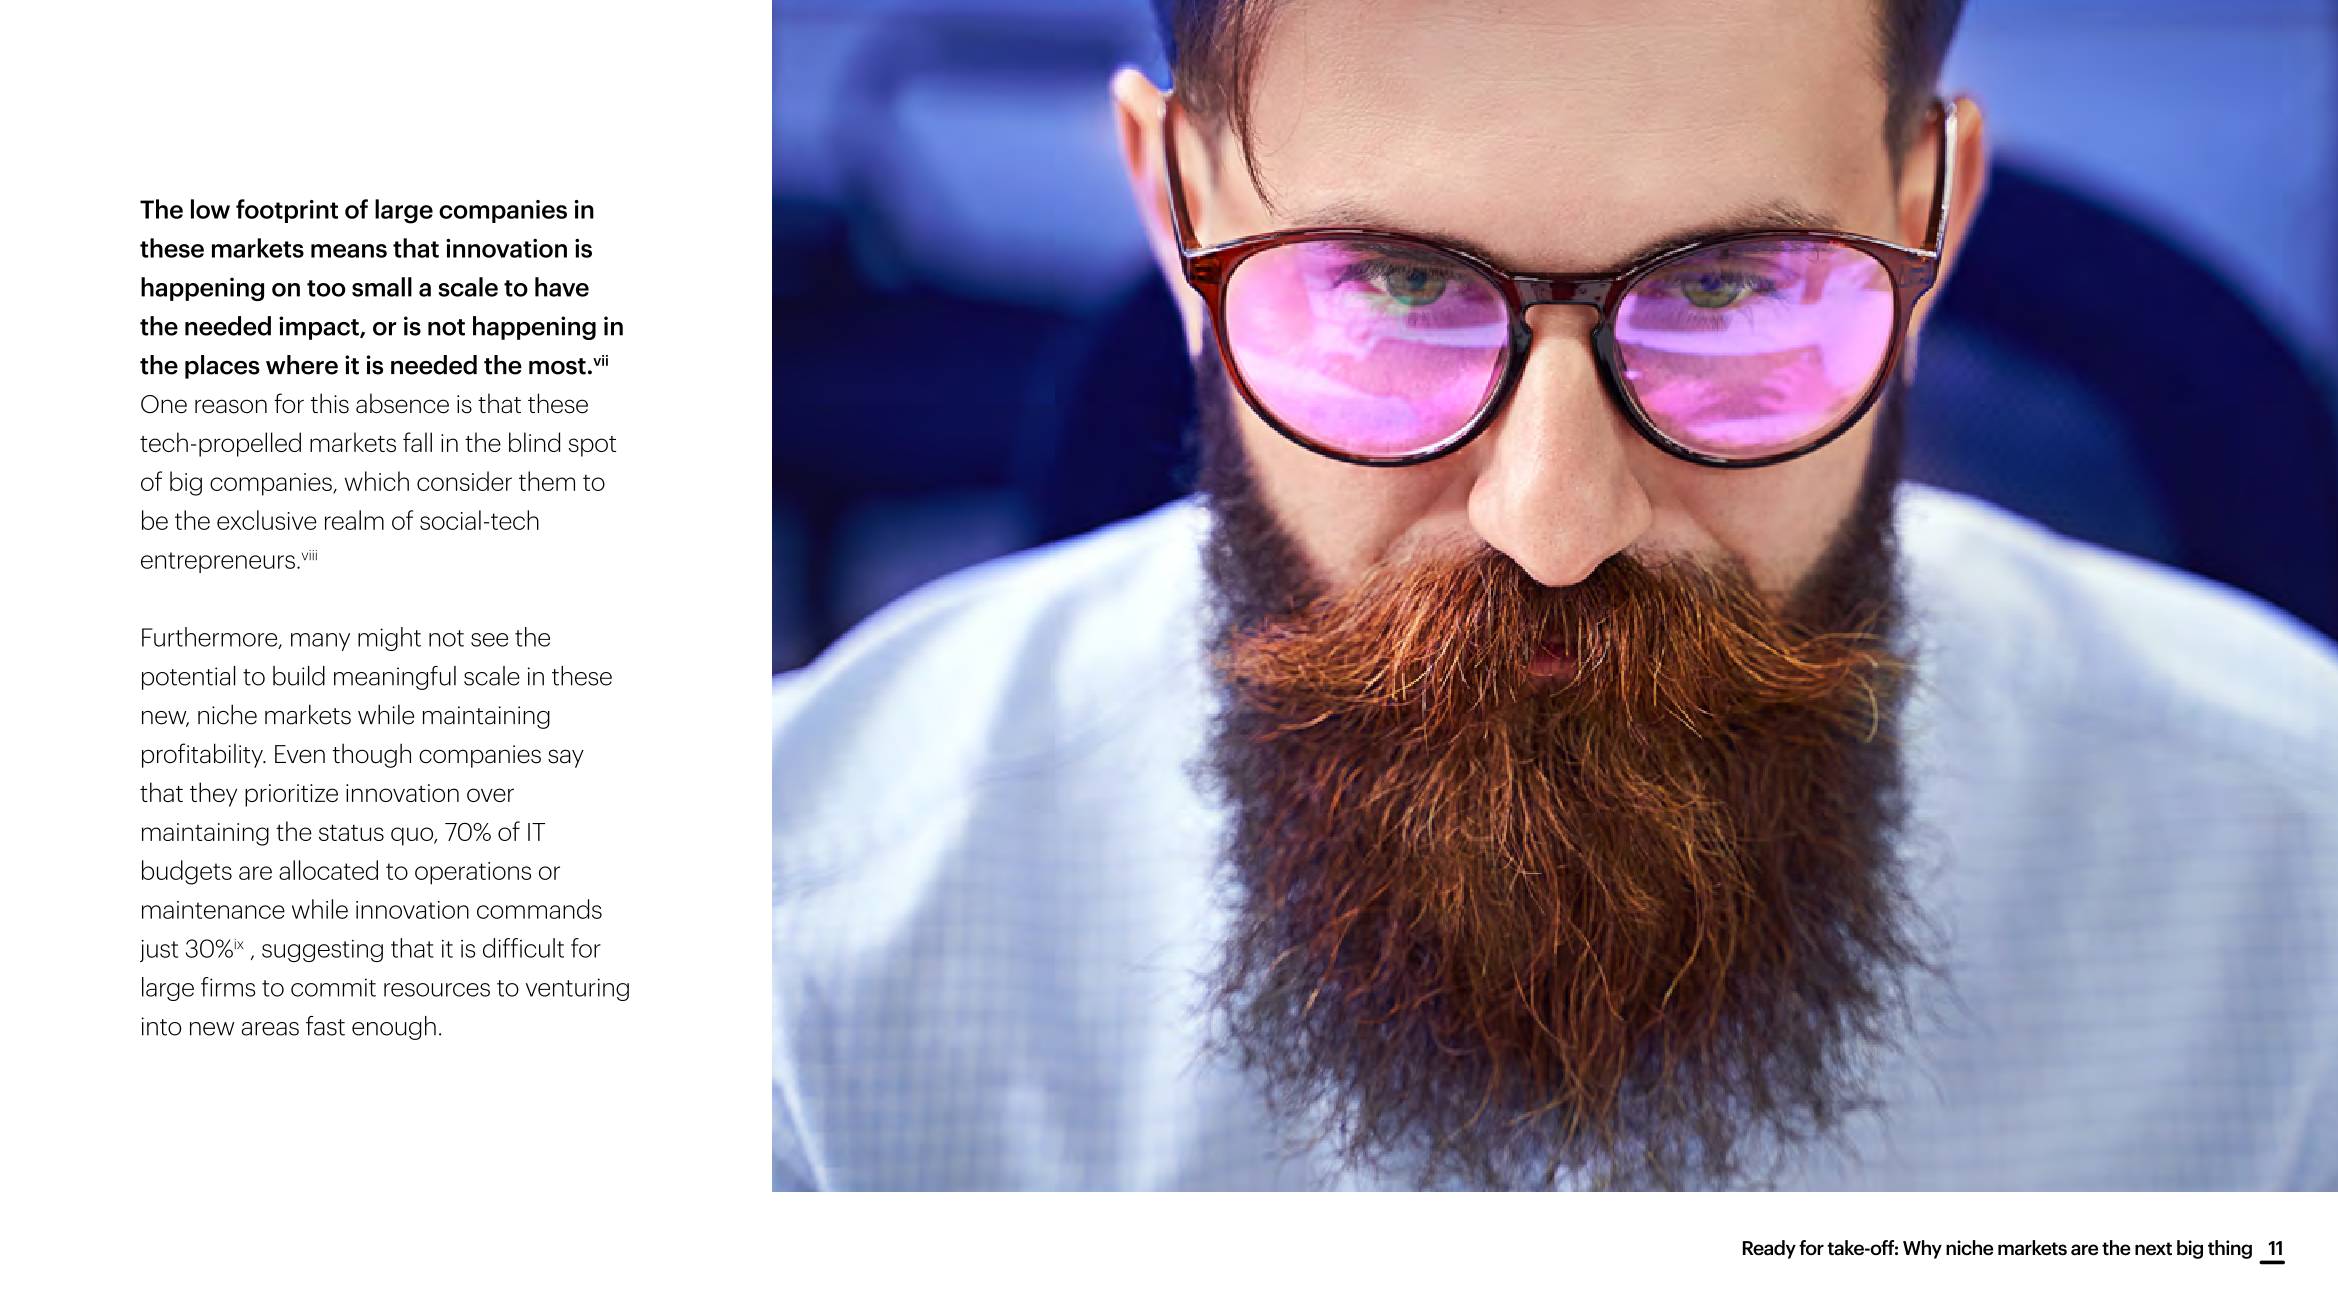 The low footprint of large companies in
these markets means that innovation is
happening on too small a scale to have
the needed impact, or is not happening in
the places where it is needed the most.vii
One reason for this absence is that these
tech-propelled markets fall in the blind spot
of big companies, which consider them to
be the exclusive realm of social-tech
entrepreneurs.viii
Furthermore, many might not see the
potential to build meaningful scale in these
new, niche markets while maintaining
profitability. Even though companies say
that they prioritize innovation over
maintaining the status quo, 70% of IT
budgets are allocated to operations or
maintenance while innovation commands
just 30%ix , suggesting that it is difficult for
large firms to commit resources to venturing
into new areas fast enough.
Ready for take-off: Why niche markets are the next big thing 11